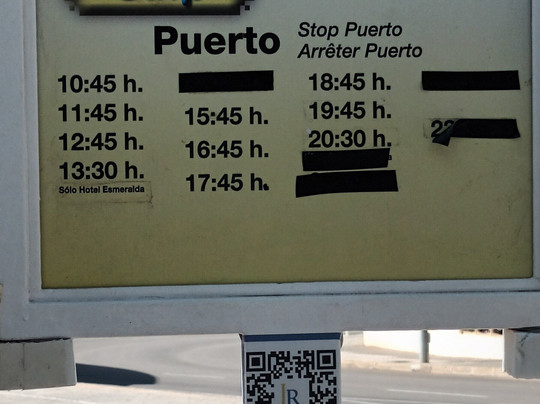 Puerto
Stop Puerto
Arrêter Puerto
10:45 h.
11:45 h.
12:45 h.
13:30 h.
Sólo Hotel Esmeralda
15:45 h.
16:45 h.
17:45 h.
18:45 h.
19:45 h.
20:30 h.
JR